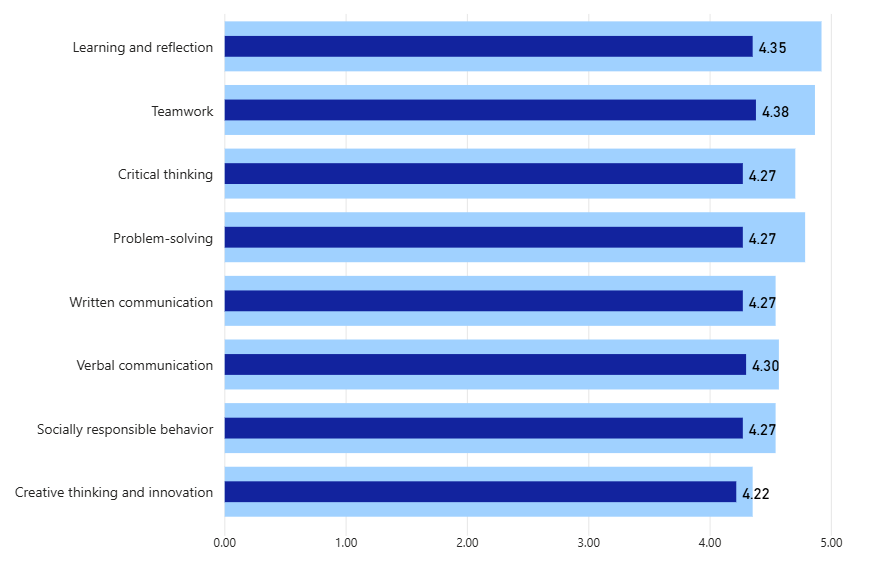 Learning and reflection 4.35
Teamwork 4.38
Critical thinking 4.27
Problem-solving 4.27
Written communication 4.27
Verbal communication 4.30
Socially responsible behavior 4.27
Creative thinking and innovation 4.22
0.00 1.00 2.00 3.00 4.00 5.00